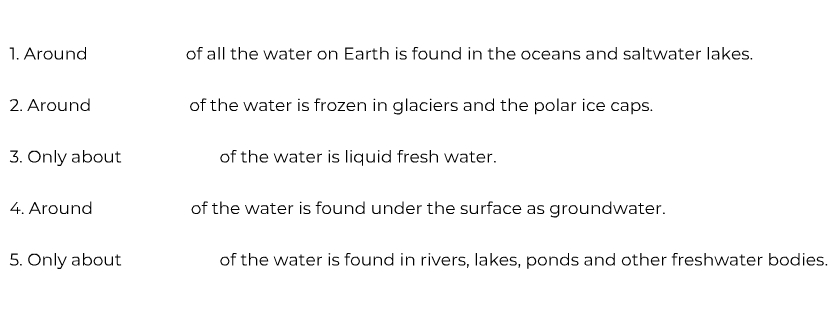 1. Around of all the water on Earth is found in the oceans and saltwater lakes.
2. Around of the water is frozen in glaciers and the polar ice caps.
3. Only about of the water is liquid fresh water.
4. Around of the water is found under the surface as groundwater.
5. Only about of the water is found in rivers, lakes, ponds and other freshwater bodies.